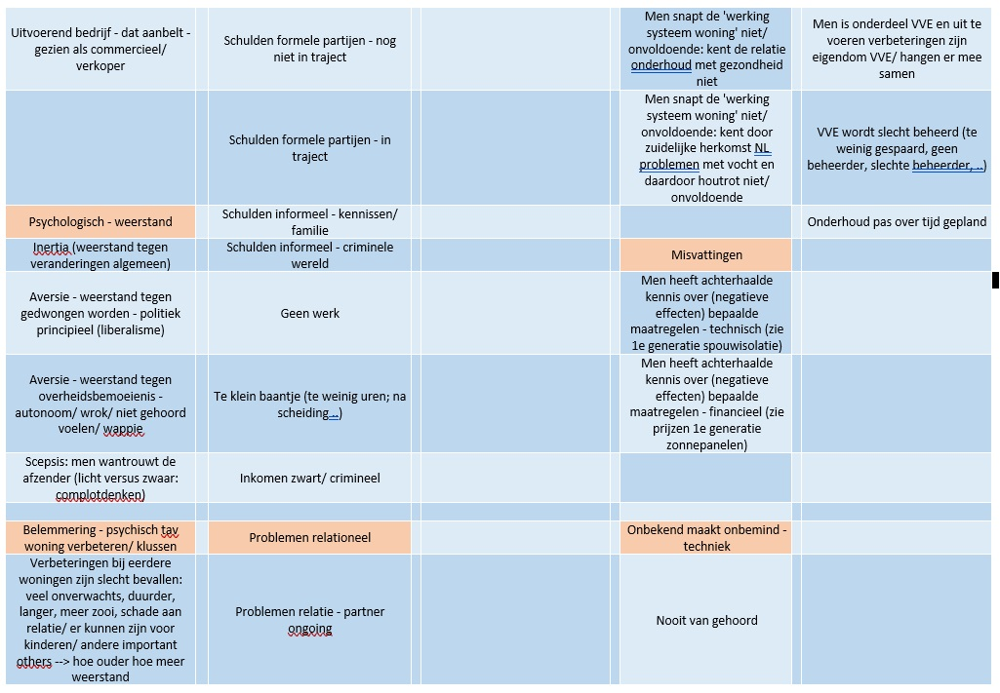 Uitvoerend bedrijf - dat aanbelt -
gezien als commercieel/
verkoper
Schulden formele partijen - nog
niet in traject
Men snapt de 'werking
systeem woning' niet/
onvoldoende: kent de relatie
onderhoud met gezondheid
niet
Men is onderdeel VVE en uit te
voeren verbeteringen zijn
eigendom VVE/ hangen er mee
samen
Schulden formele partijen - in
traject
Men snapt de 'werking
systeem woning' niet/
onvoldoende: kent door
zuidelijke herkomst NL
problemen met vocht en
daardoor houtrot niet/
onvoldoende
VVE wordt slecht beheerd (te
weinig gespaard, geen
beheerder, slechte beheerder, ..)
Psychologisch - weerstand
Schulden informeel - kennissen/
familie
Onderhoud pas over tijd gepland
Inertia (weerstand tegen
veranderingen algemeen)
Schulden informeel - criminele
wereld
Misvattingen
Aversie - weerstand tegen
gedwongen worden - politiek
principieel (liberalisme)
Geen werk
Men heeft achterhaalde
kennis over (negatieve
effecten) bepaalde
maatregelen - technisch (zie
1e generatie spouwisolatie)
Aversie - weerstand tegen
overheidsbemoeienis -
autonoom/ wrok/ niet gehoord
voelen/ wappie
Te klein baantje (te weinig uren; na
scheiding ..)
Men heeft achterhaalde
kennis over (negatieve
effecten) bepaalde
maatregelen - financieel (zie
prijzen 1e generatie
zonnepanelen)
Scepsis: men wantrouwt de
afzender (licht versus zwaar:
complotdenken)
Inkomen zwart/ crimineel
Belemmering - psychisch tav
woning verbeteren/ klussen
Problemen relationeel
Onbekend maakt onbemind -
techniek
Verbeteringen bij eerdere
woningen zijn slecht bevallen:
veel onverwachts, duurder,
langer, meer zooi, schade aan
relatie/ er kunnen zijn voor
kinderen/ andere important
others --> hoe ouder hoe meer
weerstand
Problemen relatie - partner
ongoing
Nooit van gehoord